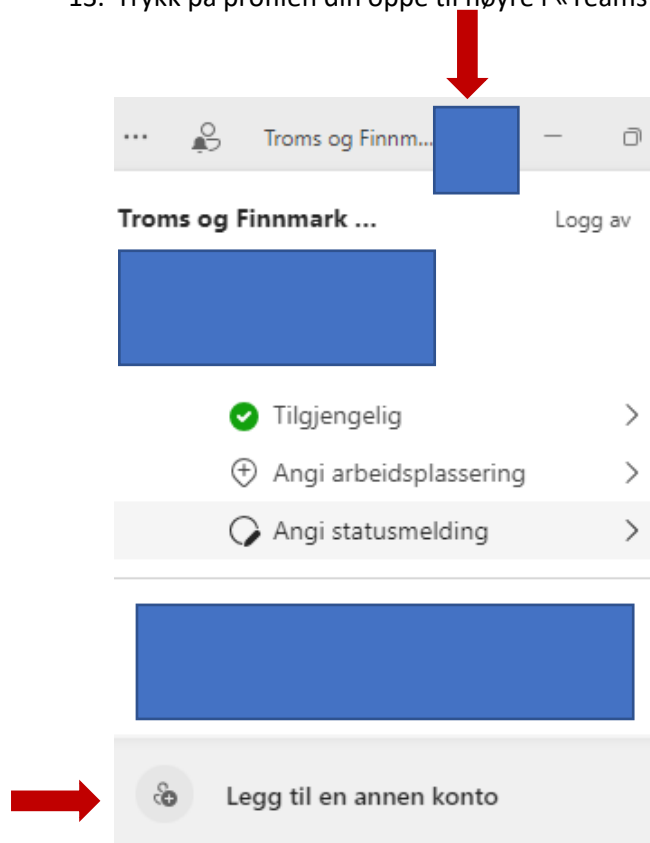 13. Trykk på profilen din oppe til høyre i «Teams
... Troms og Finnm...
Troms og Finnmark ... Logg av
Tilgjengelig
Angi arbeidsplassering
Angi statusmelding
Legg til en annen konto